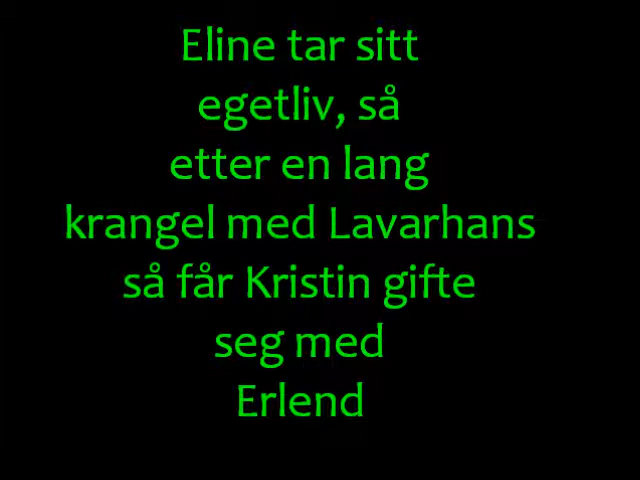 Eline tar sitt
egetliv, så
etter en lang
krangel med Lavarhans
så får Kristin gifte
seg med
Erlend